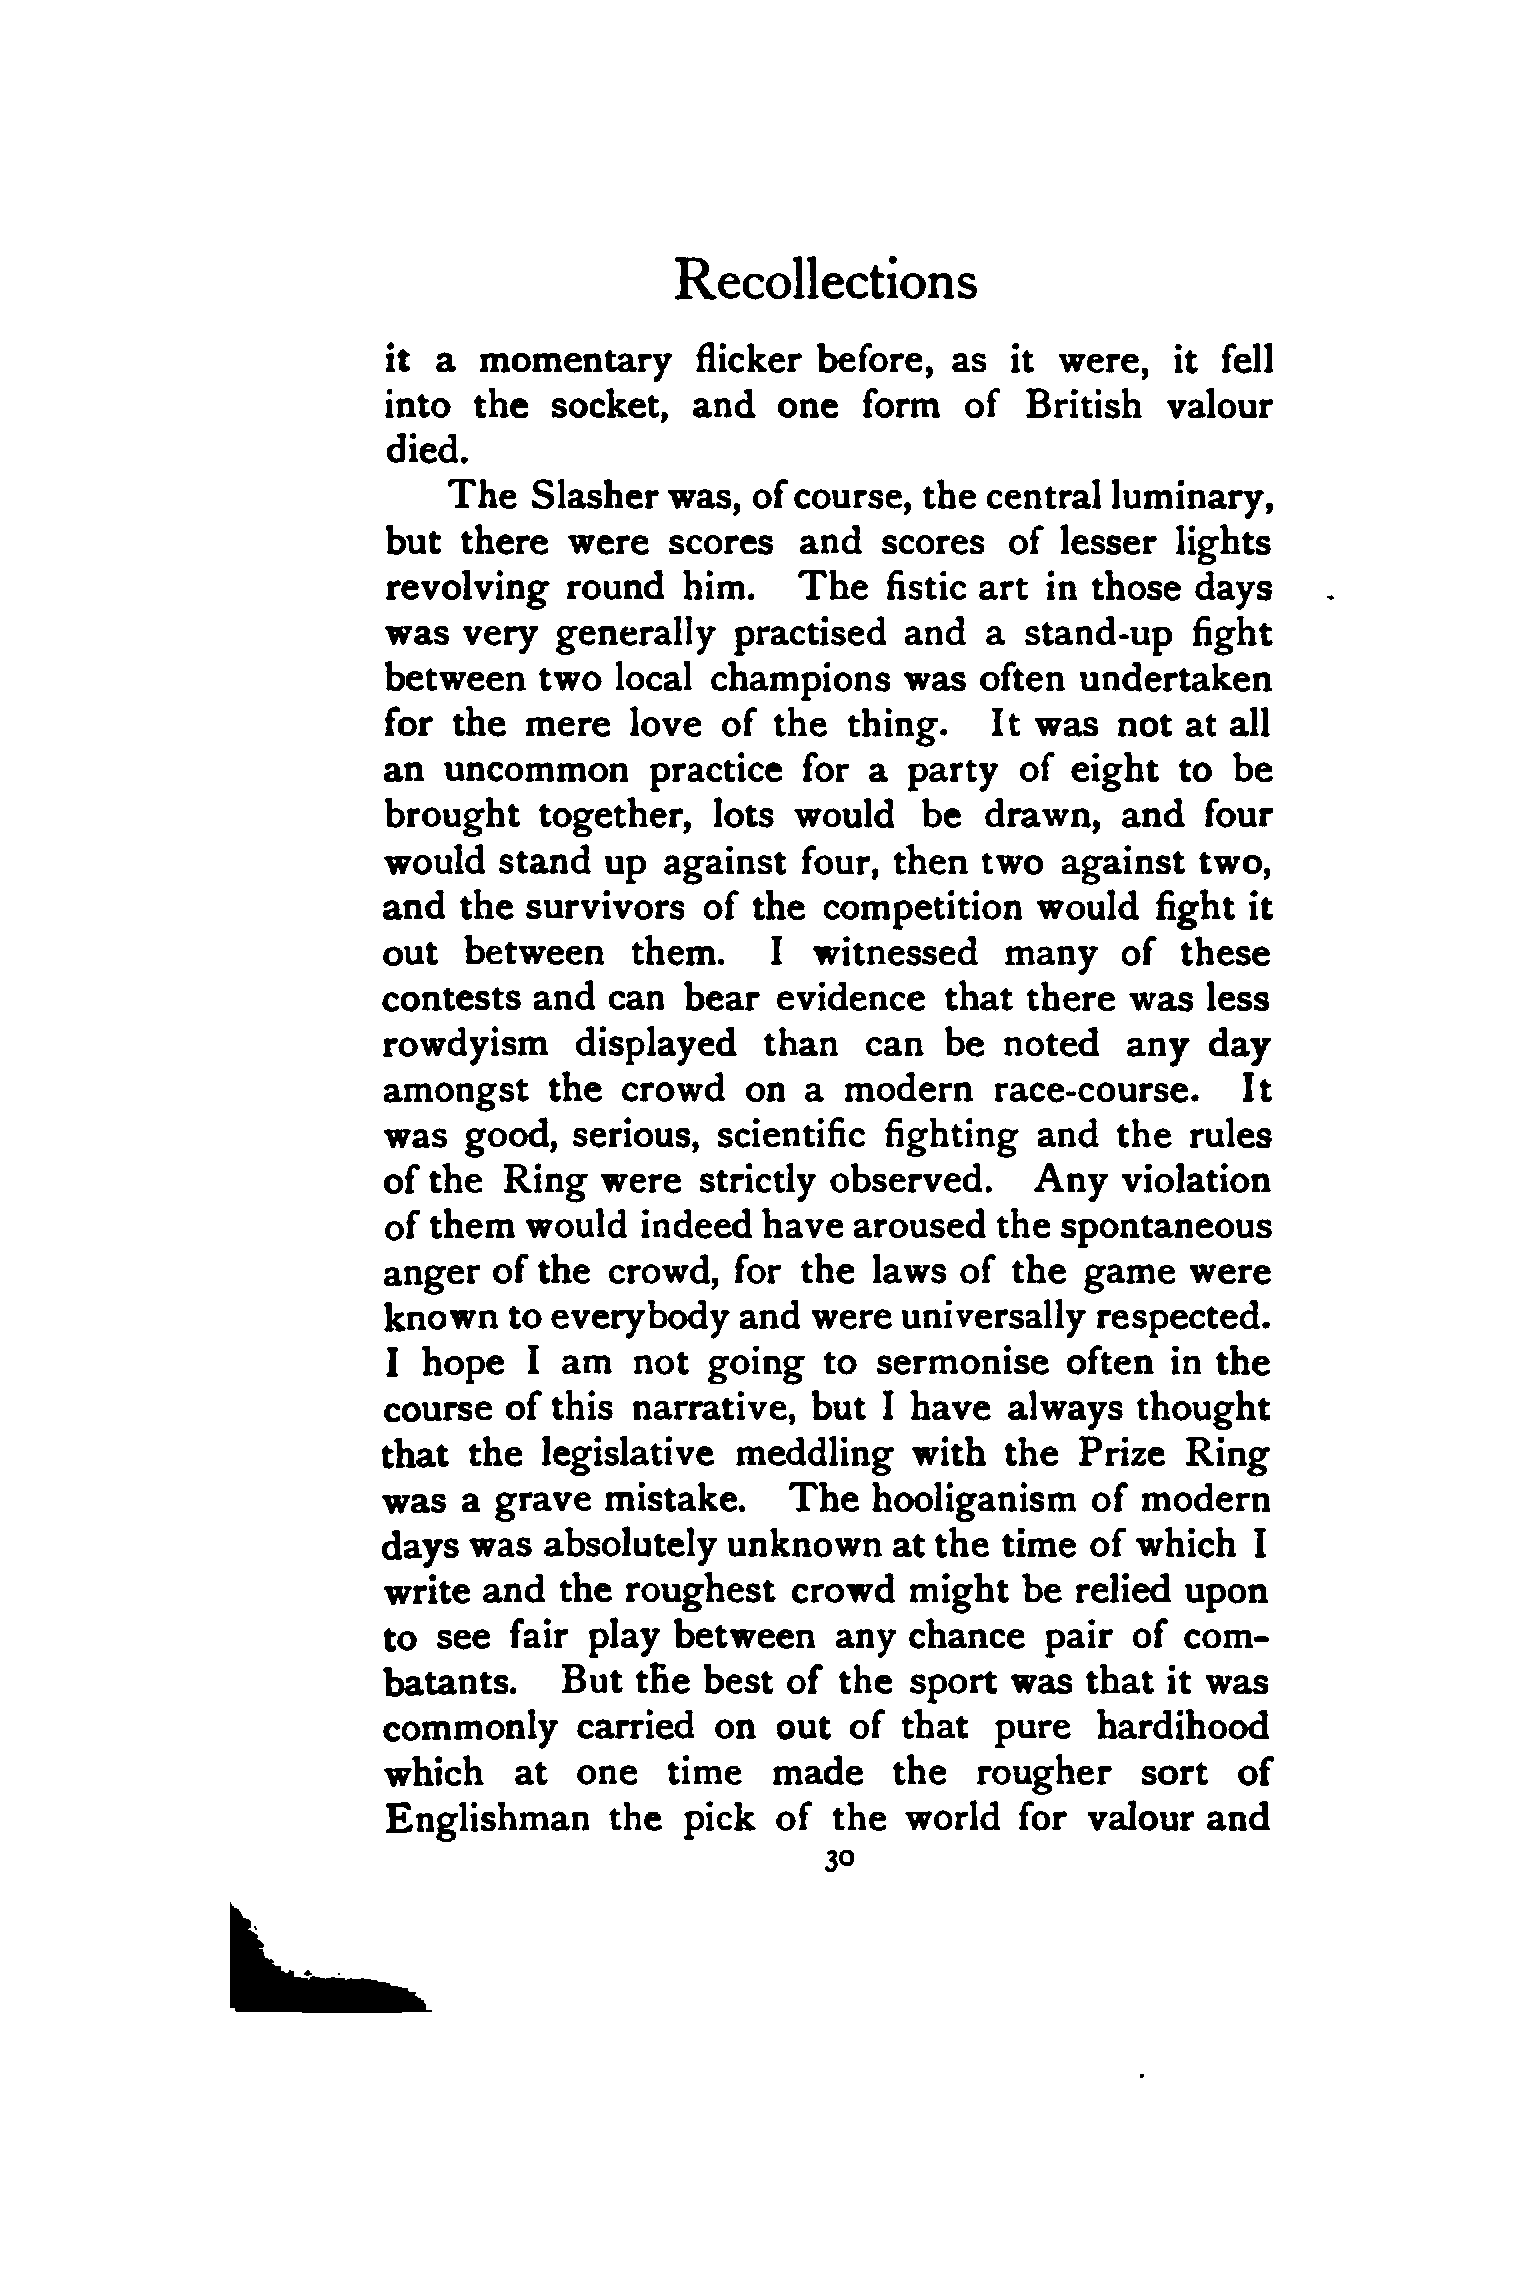 Recollections
it a momentary flicker before, as it were, it fell
into the socket, and one form of British valour
died.
The Slasher was, of course, the central luminary,
but there were scores and scores of lesser lights
revolving round him. The fistic art in those days
was very generally practised and a stand-up fight
between two local champions was often undertaken
for the mere love of the thing. It was not at all
an uncommon practice for a party of eight to be
brought together, lots would be drawn, and four
would stand up against four, then two against two,
and the survivors of the competition would fight it
out between them. I witnessed many of these
contests and can bear evidence that there was less
rowdyism displayed than can be noted any day
amongst the crowd on a modern race-course. It
was good, serious, scientific fighting and the rules
of the Ring were strictly observed. Any violation
of them would indeed have aroused the spontaneous
anger of the crowd, for the laws of the game were
known to everybody and were universally respected.
I hope I am not going to sermonise often in the
course of this narrative, but I have always thought
that the legislative meddling with the Prize Ring
was a grave mistake. The hooliganism of modern
days was absolutely unknown at the time of which I
write and the roughest crowd might be relied upon
to see fair play between any chance pair of com-
batants. But the best of the sport was that it was
commonly carried on out of that pure hardihood
which at one time made the rougher sort of
Englishman the pick of the world for valour and
30